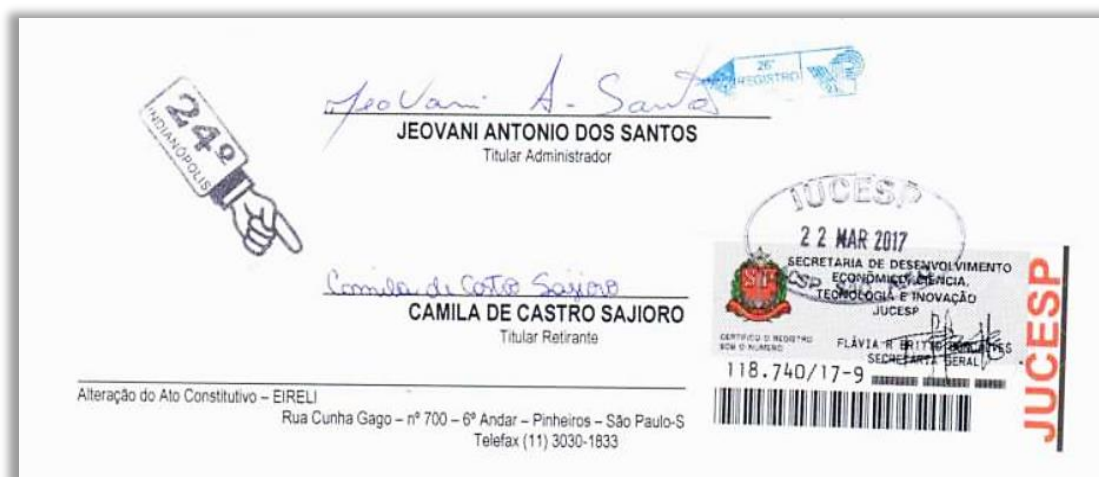 26º
REGISTRO
24º
INDIANÓPOLIS
Jeovani A. Santos
JEOVANI ANTONIO DOS SANTOS
Titular Administrador
JUCESP
22 MAR 2017
SECRETARIA DE DESENVOLVIMENTO
ECONÔMICO, CIÊNCIA,
TECNOLOGIA E INOVAÇÃO
JUCESP
Camila de Castro Sajioro
CAMILA DE CASTRO SAJIORO
Titular Retirante
CERTIFICO O REGISTRO
SOB O NÚMERO
FLÁVIA R BRITTO GONÇALVES
SECRETÁRIA GERAL
118.740/17-9
JUCESP
Alteração do Ato Constitutivo – EIRELI
Rua Cunha Gago – nº 700 – 6º Andar – Pinheiros – São Paulo-S
Telefax (11) 3030-1833